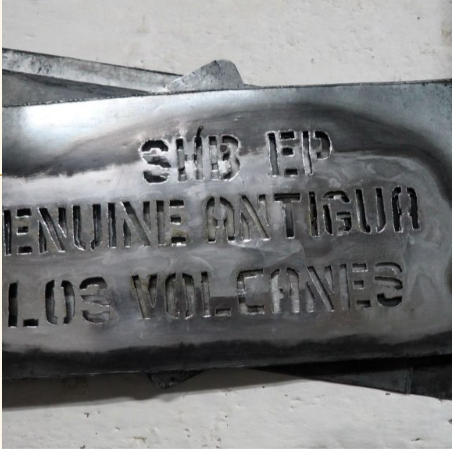 SHB EP
ENUINE ANTIGUA
LOS VOLCANES